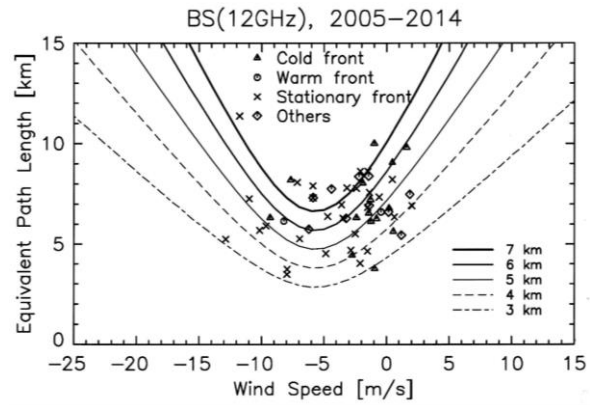 BS(12GHz), 2005−2014
Equivalent Path Length [km]
15
10
5
0
Cold front
Warm front
Stationary front
Others
7 km
6 km
5 km
4 km
3 km
−25 −20 −15 −10 −5 0 5 10 15
Wind Speed [m/s]